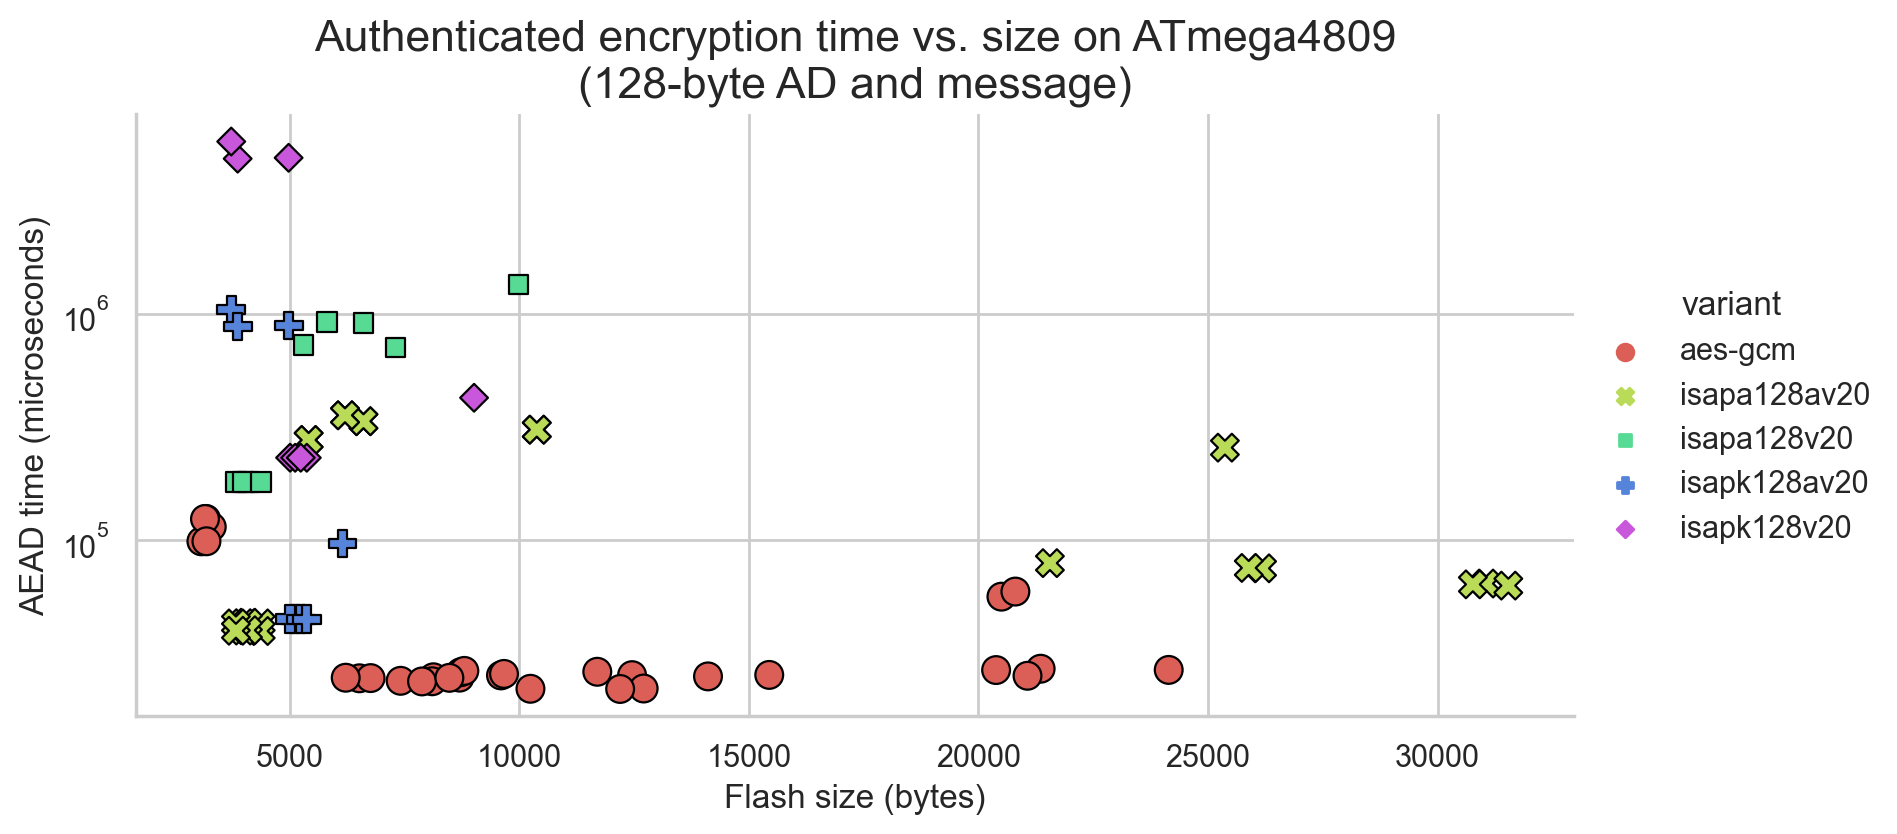 Authenticated encryption time vs. size on ATmega4809
(128-byte AD and message)
AEAD time (microseconds)
10^6
10^5
5000 10000 15000 20000 25000 30000
Flash size (bytes)
variant
aes-gcm
isapa128av20
isapa128v20
isapk128av20
isapk128v20